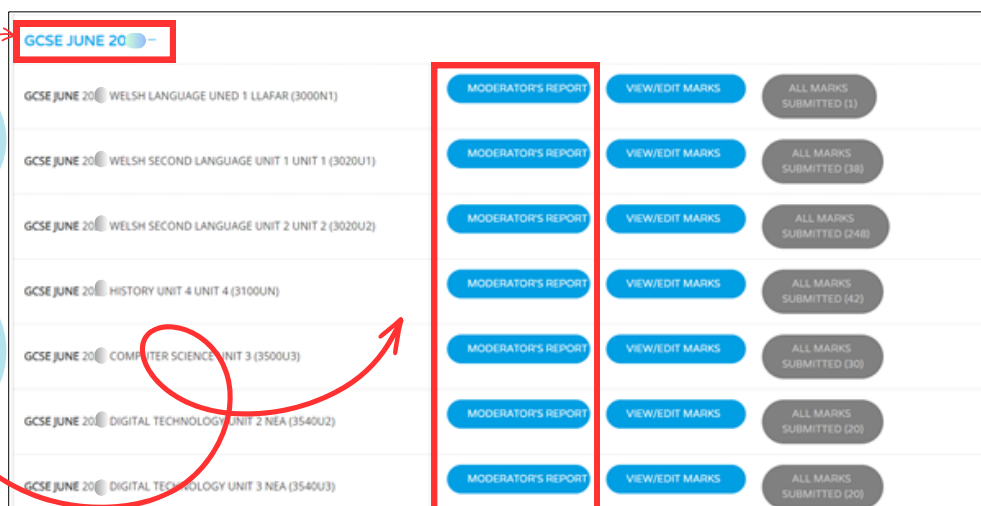 GCSE JUNE 20 –
GCSE JUNE 20 WELSH LANGUAGE UNED 1 LLAFAR (3000N1)
MODERATOR'S REPORT
VIEW/EDIT MARKS
ALL MARKS
SUBMITTED (1)
GCSE JUNE 20 WELSH SECOND LANGUAGE UNIT 1 UNIT 1 (3020U1)
MODERATOR'S REPORT
VIEW/EDIT MARKS
ALL MARKS
SUBMITTED (38)
GCSE JUNE 20 WELSH SECOND LANGUAGE UNIT 2 UNIT 2 (3020U2)
MODERATOR'S REPORT
VIEW/EDIT MARKS
ALL MARKS
SUBMITTED (248)
GCSE JUNE 20 HISTORY UNIT 4 UNIT 4 (3100UN)
MODERATOR'S REPORT
VIEW/EDIT MARKS
ALL MARKS
SUBMITTED (42)
GCSE JUNE 20 COMPUTER SCIENCE UNIT 3 (3500U3)
MODERATOR'S REPORT
VIEW/EDIT MARKS
ALL MARKS
SUBMITTED (30)
GCSE JUNE 20 DIGITAL TECHNOLOGY UNIT 2 NEA (3540U2)
MODERATOR'S REPORT
VIEW/EDIT MARKS
ALL MARKS
SUBMITTED (20)
GCSE JUNE 20 DIGITAL TECHNOLOGY UNIT 3 NEA (3540U3)
MODERATOR'S REPORT
VIEW/EDIT MARKS
ALL MARKS
SUBMITTED (20)